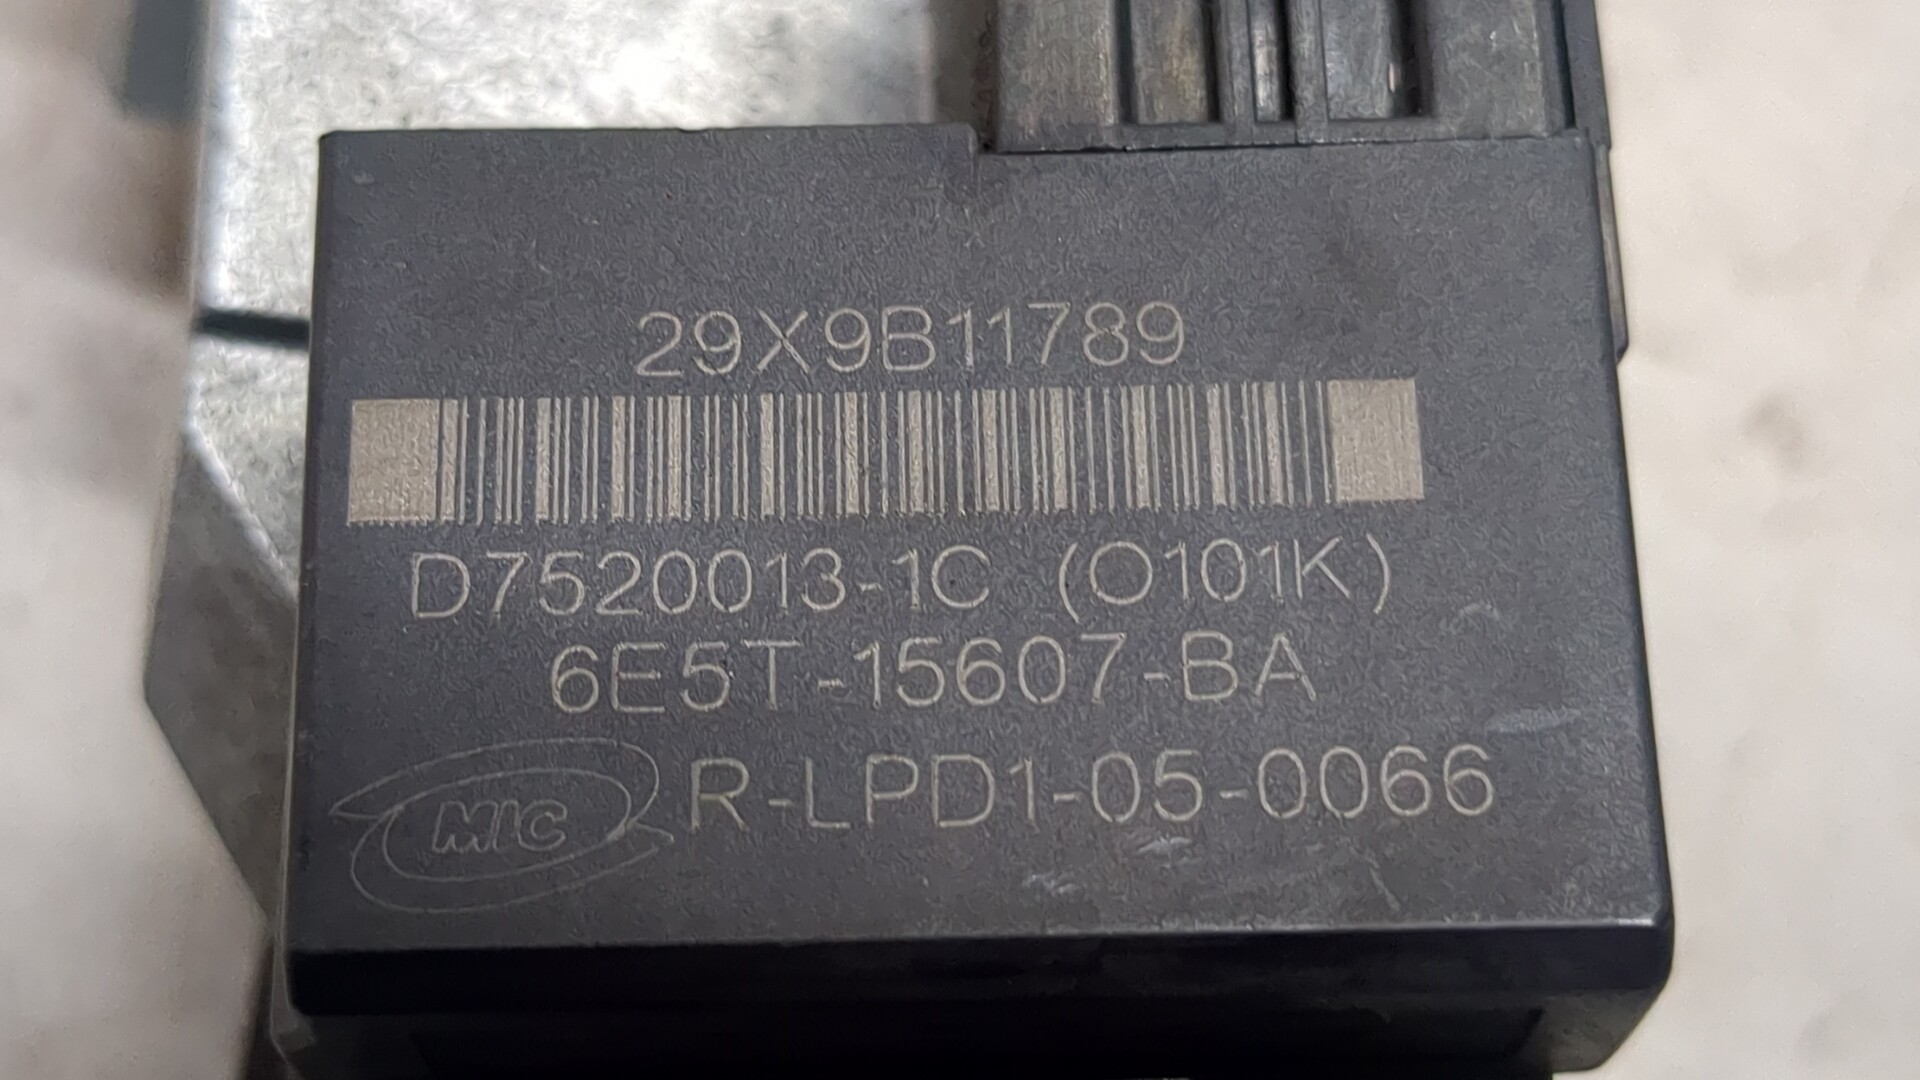 29X9B11789
D7520013-1C (O101K)
6E5T-15607-BA
MIC R-LPD1-05-0066